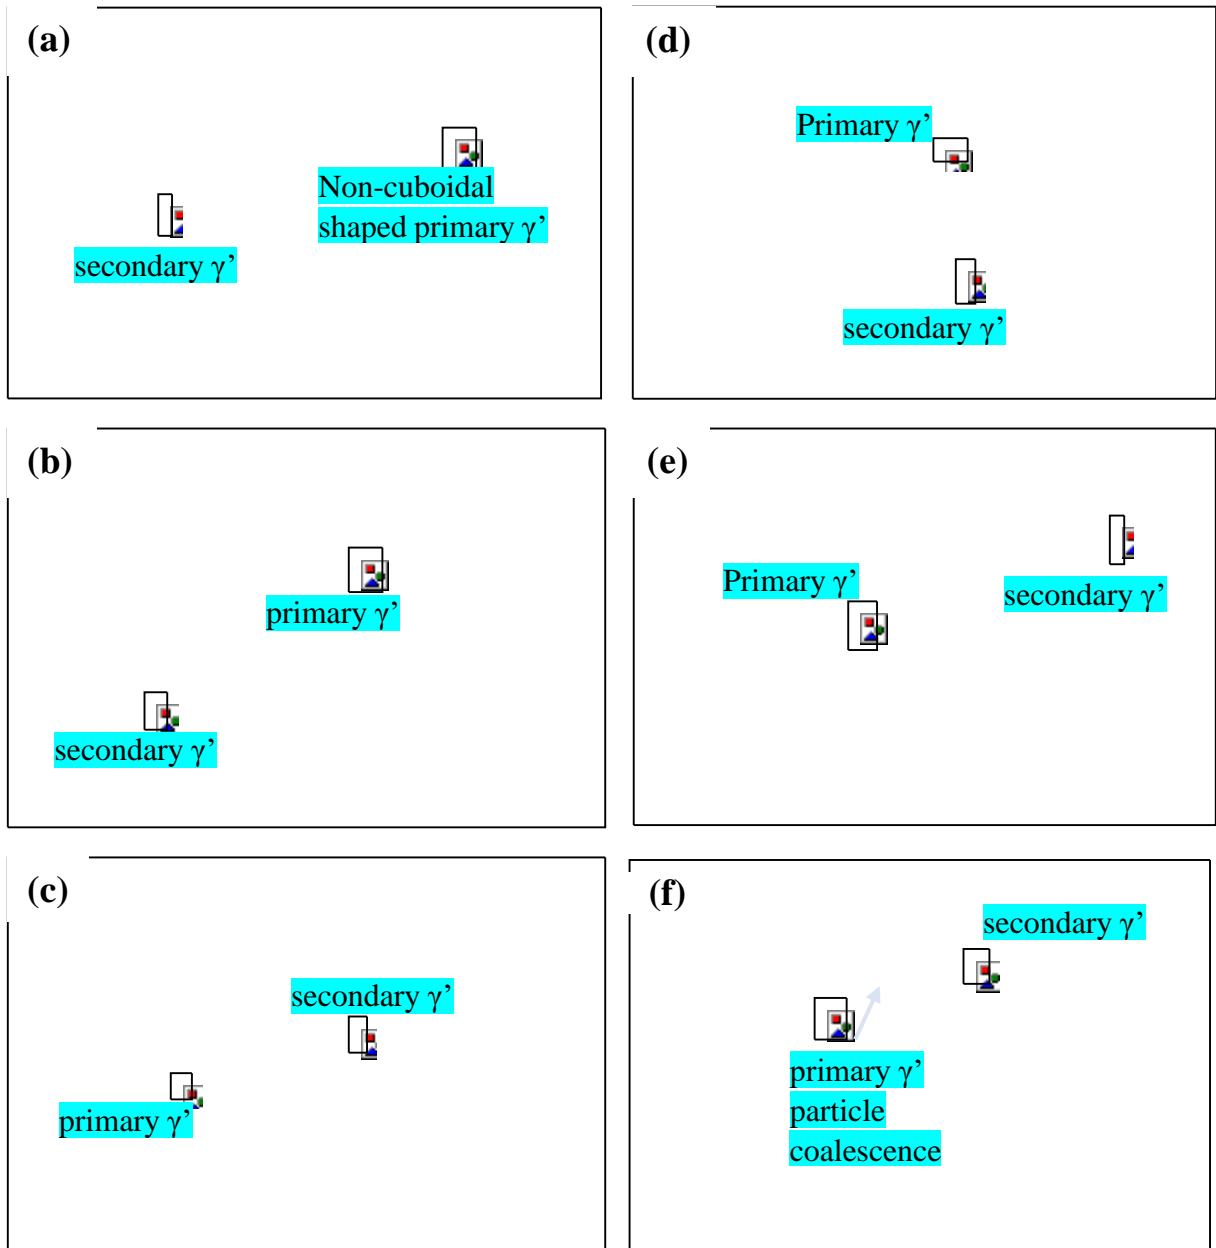 (a)
Non-cuboidal
shaped primary γ’
secondary γ’
(b)
primary γ’
secondary γ’
(c)
secondary γ’
primary γ’
(d)
Primary γ’
secondary γ’
(e)
Primary γ’
secondary γ’
(f)
secondary γ’
primary γ’
particle
coalescence